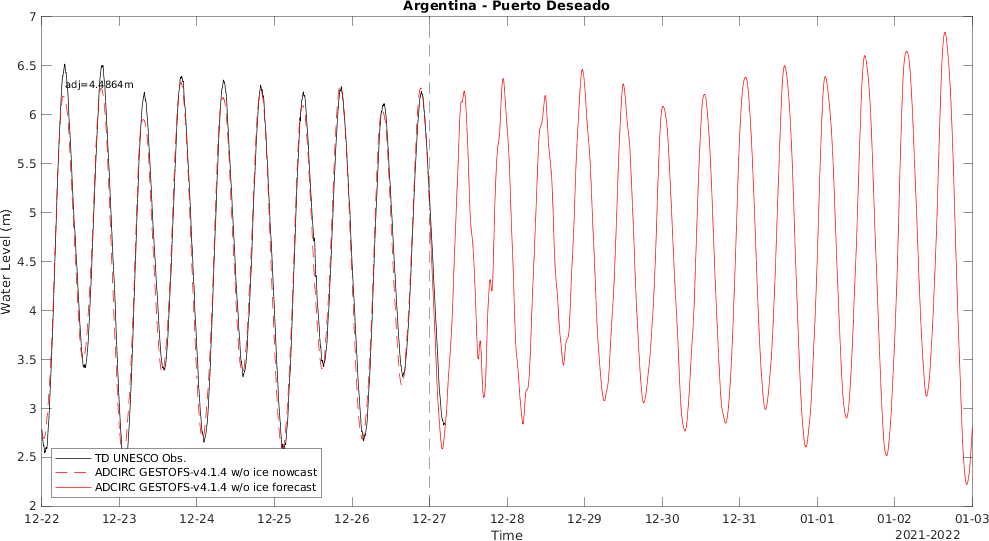 Argentina - Puerto Deseado
7
6.5
6
5.5
5
4.5
4
3.5
3
2.5
2
Water Level (m)
adj=4.4864m
TD UNESCO Obs.
ADCIRC GESTOFS-v4.1.4 w/o ice nowcast
ADCIRC GESTOFS-v4.1.4 w/o ice forecast
12-22 12-23 12-24 12-25 12-26 12-27 12-28 12-29 12-30 12-31 01-01 01-02 01-03
Time
2021-2022